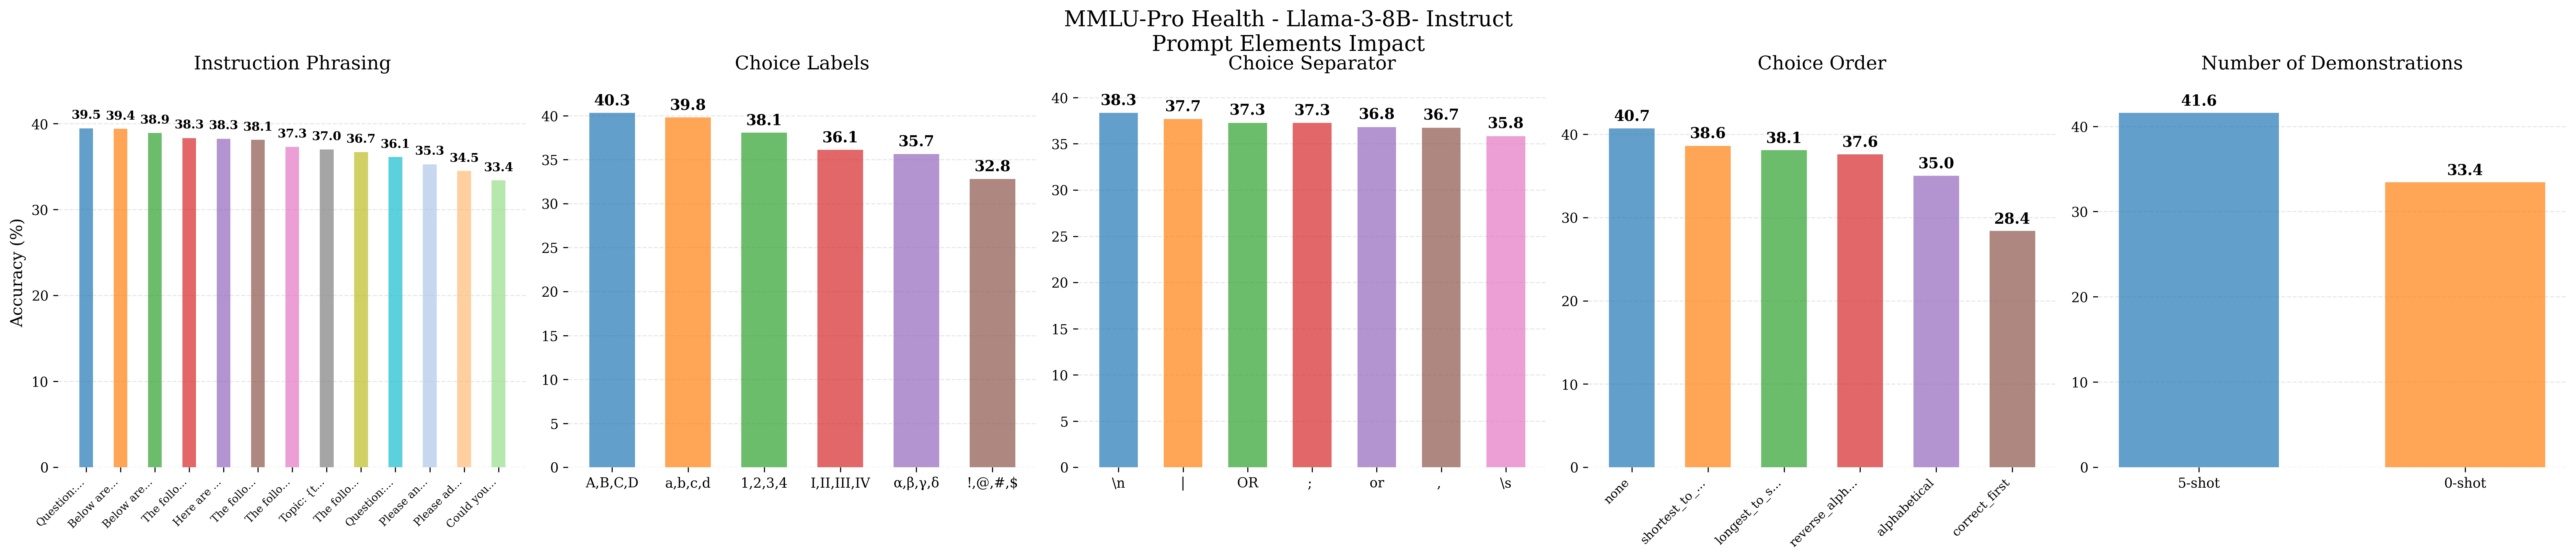 MMLU-Pro Health - Llama-3-8B- Instruct
Prompt Elements Impact
Instruction Phrasing
Accuracy (%)
40
30
20
10
0
39.5 39.4 38.9 38.3 38.3 38.1 37.3 37.0 36.7 36.1 35.3 34.5 33.4
Question:...
Below are...
Below are...
The follo...
Here are ...
The follo...
The follo...
Topic: {t...
The follo...
Question:...
Please an...
Please ad...
Could you...
Choice Labels
40
35
30
25
20
15
10
5
0
40.3 39.8 38.1 36.1 35.7 32.8
A,B,C,D a,b,c,d 1,2,3,4 I,II,III,IV α,β,γ,δ !,@,#,$
Choice Separator
40
35
30
25
20
15
10
5
0
38.3 37.7 37.3 37.3 36.8 36.7 35.8
\n | OR ; or , \s
Choice Order
40
30
20
10
0
40.7 38.6 38.1 37.6 35.0 28.4
none
shortest_to_...
longest_to_s...
reverse_alph...
alphabetical
correct_first
Number of Demonstrations
40
30
20
10
0
41.6 33.4
5-shot 0-shot